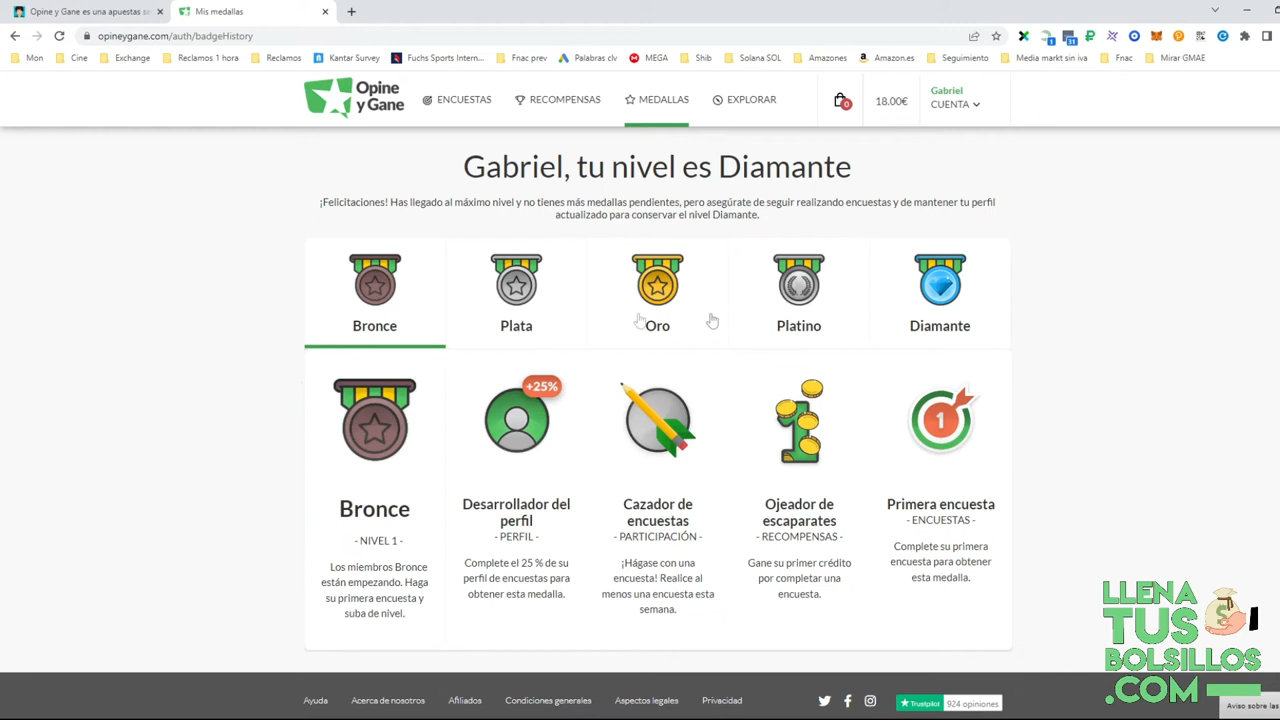 Opine y Gane es una apuestas se
Mis medallas
opineygane.com/auth/badgeHistory
Mon
Cine
Exchange
Reclamos 1 hora
Reclamos
Kantar Survey
Fuchs Sports Intern...
Fnac prev
Palabras clv
MEGA
Shib
Solana SOL
Amazones
Amazon.es
Seguimiento
Media markt sin iva
Fnac
Mirar GMAE
Opine
y Gane
ENCUESTAS
RECOMPENSAS
MEDALLAS
EXPLORAR
0
18.00€
Gabriel
CUENTA
Gabriel, tu nivel es Diamante
¡Felicitaciones! Has llegado al máximo nivel y no tienes más medallas pendientes, pero asegúrate de seguir realizando encuestas y de mantener tu perfil
actualizado para conservar el nivel Diamante.
Bronce
Plata
Oro
Platino
Diamante
Bronce
- NIVEL 1 -
Los miembros Bronce
están empezando. Haga
su primera encuesta y
suba de nivel.
+25%
Desarrollador del
perfil
- PERFIL -
Complete el 25 % de su
perfil de encuestas para
obtener esta medalla.
Cazador de
encuestas
- PARTICIPACIÓN -
¡Hágase con una
encuesta! Realice al
menos una encuesta esta
semana.
1
Ojeador de
escaparates
- RECOMPENSAS -
Gane su primer crédito
por completar una
encuesta.
1
Primera encuesta
- ENCUESTAS -
Complete su primera
encuesta para obtener
esta medalla.
LLENA
TUS
BOLSILLOS
.COM
Ayuda
Acerca de nosotros
Afiliados
Condiciones generales
Aspectos legales
Privacidad
Trustpilot
924 opiniones
Aviso sobre las